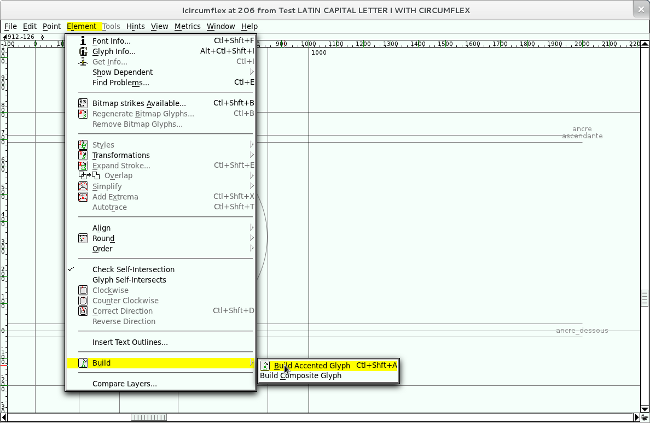 Icircumflex at 206 from Test LATIN CAPITAL LETTER I WITH CIRCUMFLEX
File Edit Point Element Tools Hints View Metrics Window Help
-100 0 900 1000 1100 1200 1300 1400 1500 1600 1700 1800 1900 2000 2100
1000
Font Info... Ctl+Shft+F
Glyph Info... Alt+Ctl+Shft+I
Get Info... Ctl+I
Show Dependent
Find Problems... Ctl+E
Bitmap strikes Available... Ctl+Shft+B
Regenerate Bitmap Glyphs... Ctl+B
Remove Bitmap Glyphs...
ancre
ascendante
Styles
Transformations
Expand Stroke... Ctl+Shft+E
Overlap
Simplify
Add Extrema Ctl+Shft+X
Autotrace Ctl+Shft+T
Align
Round
Order
Check Self-Intersection
Glyph Self-Intersects
Clockwise
Counter Clockwise
Correct Direction Ctl+Shft+D
Reverse Direction
ancre_dessous
Insert Text Outlines...
Build
Build Accented Glyph Ctl+Shft+A
Build Composite Glyph
Compare Layers...